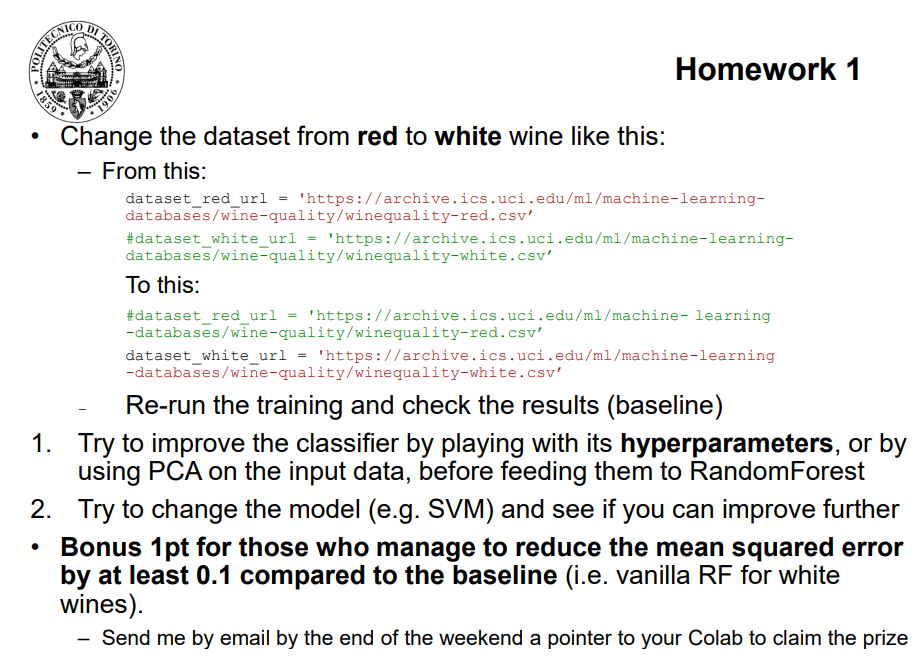 POLITECNICO DI TORINO
1859 1906
Homework 1
• Change the dataset from red to white wine like this:
– From this:
dataset_red_url = 'https://archive.ics.uci.edu/ml/machine-learning-
databases/wine-quality/winequality-red.csv’
#dataset_white_url = 'https://archive.ics.uci.edu/ml/machine-learning-
databases/wine-quality/winequality-white.csv’
To this:
#dataset_red_url = 'https://archive.ics.uci.edu/ml/machine- learning
-databases/wine-quality/winequality-red.csv’
dataset_white_url = 'https://archive.ics.uci.edu/ml/machine-learning
-databases/wine-quality/winequality-white.csv’
– Re-run the training and check the results (baseline)
1. Try to improve the classifier by playing with its hyperparameters, or by
using PCA on the input data, before feeding them to RandomForest
2. Try to change the model (e.g. SVM) and see if you can improve further
• Bonus 1pt for those who manage to reduce the mean squared error
by at least 0.1 compared to the baseline (i.e. vanilla RF for white
wines).
– Send me by email by the end of the weekend a pointer to your Colab to claim the prize